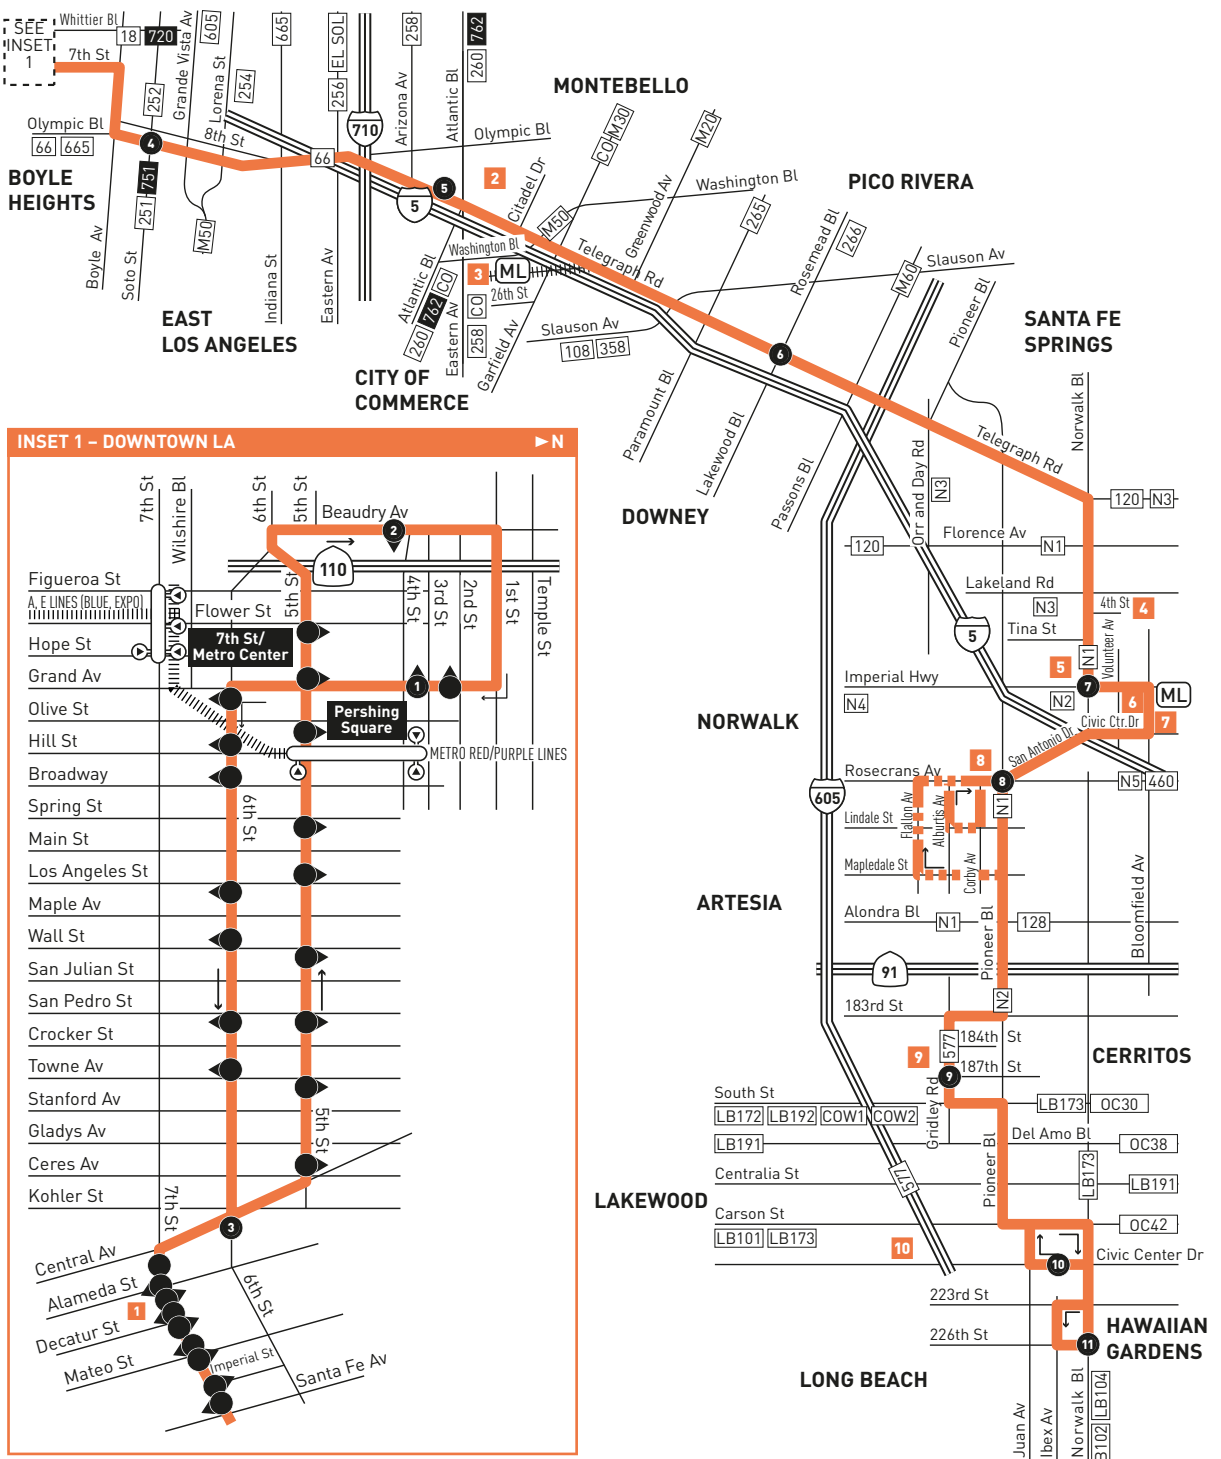 SEE
INSET
1
Whittier Bl
7th St
18
720
252
Grande Vista Av
605
Lorena St
254
665
EL SOL
256
710
258
Arizona Av
Atlantic Bl
260
762
Olympic Bl
66
665
8th St
66
4
751
251
M50
BOYLE
HEIGHTS
Boyle Av
Soto St
Indiana St
Eastern Av
EAST
LOS ANGELES
Olympic Bl
5
2
5
MONTEBELLO
CO
M30
M20
Citadel Dr
M50
Washington Bl
Greenwood Av
Washington Bl
Telegraph Rd
3
ML
26th St
Atlantic Bl
260
762
CO
Eastern Av
258
CO
Garfield Av
Slauson Av
108
358
CITY OF
COMMERCE
265
Rosemead Bl
266
PICO RIVERA
Slauson Av
M60
Pioneer Bl
6
SANTA FE
SPRINGS
Norwalk Bl
Paramount Bl
Lakewood Bl
Passons Bl
DOWNEY
Orr and Day Rd
N3
Telegraph Rd
120
N3
120
Florence Av
N1
Lakeland Rd
N3
4th St
4
Tina St
Volunteer Av
5
N1
5
Imperial Hwy
7
N4
N2
6
ML
Civic Ctr.Dr
7
NORWALK
San Antonio Dr
8
Rosecrans Av
8
N5
460
605
Flallon Av
Alburtis Av
N1
Lindale St
Mapledale St
Corby Av
ARTESIA
Alondra Bl
N1
128
Pioneer Bl
Bloomfield Av
91
N2
183rd St
577
184th St
9
9
187th St
CERRITOS
South St
LB172
LB192
COW1
COW2
Gridley Rd
LB173
OC30
LB191
Del Amo Bl
OC38
Centralia St
577
Pioneer Bl
LB173
LB191
LAKEWOOD
Carson St
OC42
LB101
LB173
10
10
Civic Center Dr
223rd St
226th St
11
HAWAIIAN
GARDENS
LONG BEACH
Juan Av
Ibex Av
Norwalk Bl
LB104
B102
INSET 1 – DOWNTOWN LA
N
7th St
Wilshire Bl
6th St
5th St
Beaudry Av
2
110
Figueroa St
A, E LINES (BLUE, EXPO)
Flower St
5th St
4th St
3rd St
2nd St
1st St
Temple St
Hope St
7th St/
Metro Center
Grand Av
1
Olive St
Pershing
Square
Hill St
METRO RED/PURPLE LINES
Broadway
Spring St
6th St
Main St
Los Angeles St
Maple Av
Wall St
San Julian St
San Pedro St
Crocker St
Towne Av
Stanford Av
5th St
Gladys Av
Ceres Av
Kohler St
7th St
3
Central Av
Alameda St
6th St
1
Decatur St
Mateo St
Imperial St
Santa Fe Av